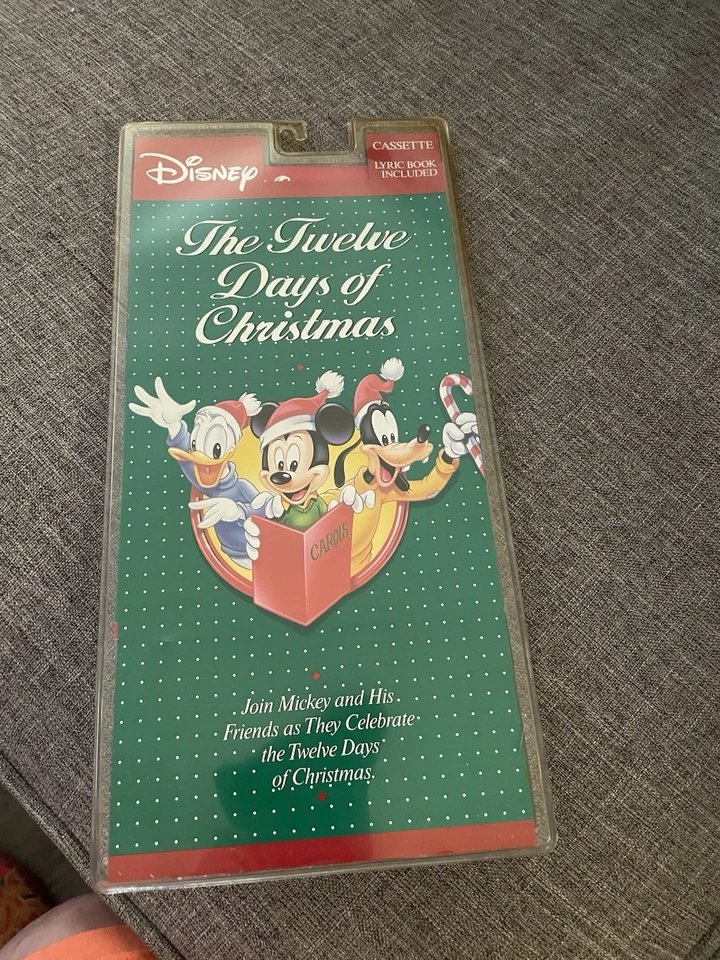 Disney
CASSETTE
LYRIC BOOK
INCLUDED
The Twelve
Days of
Christmas
CAROLS
Join Mickey and His
Friends as They Celebrate
the Twelve Days
of Christmas.